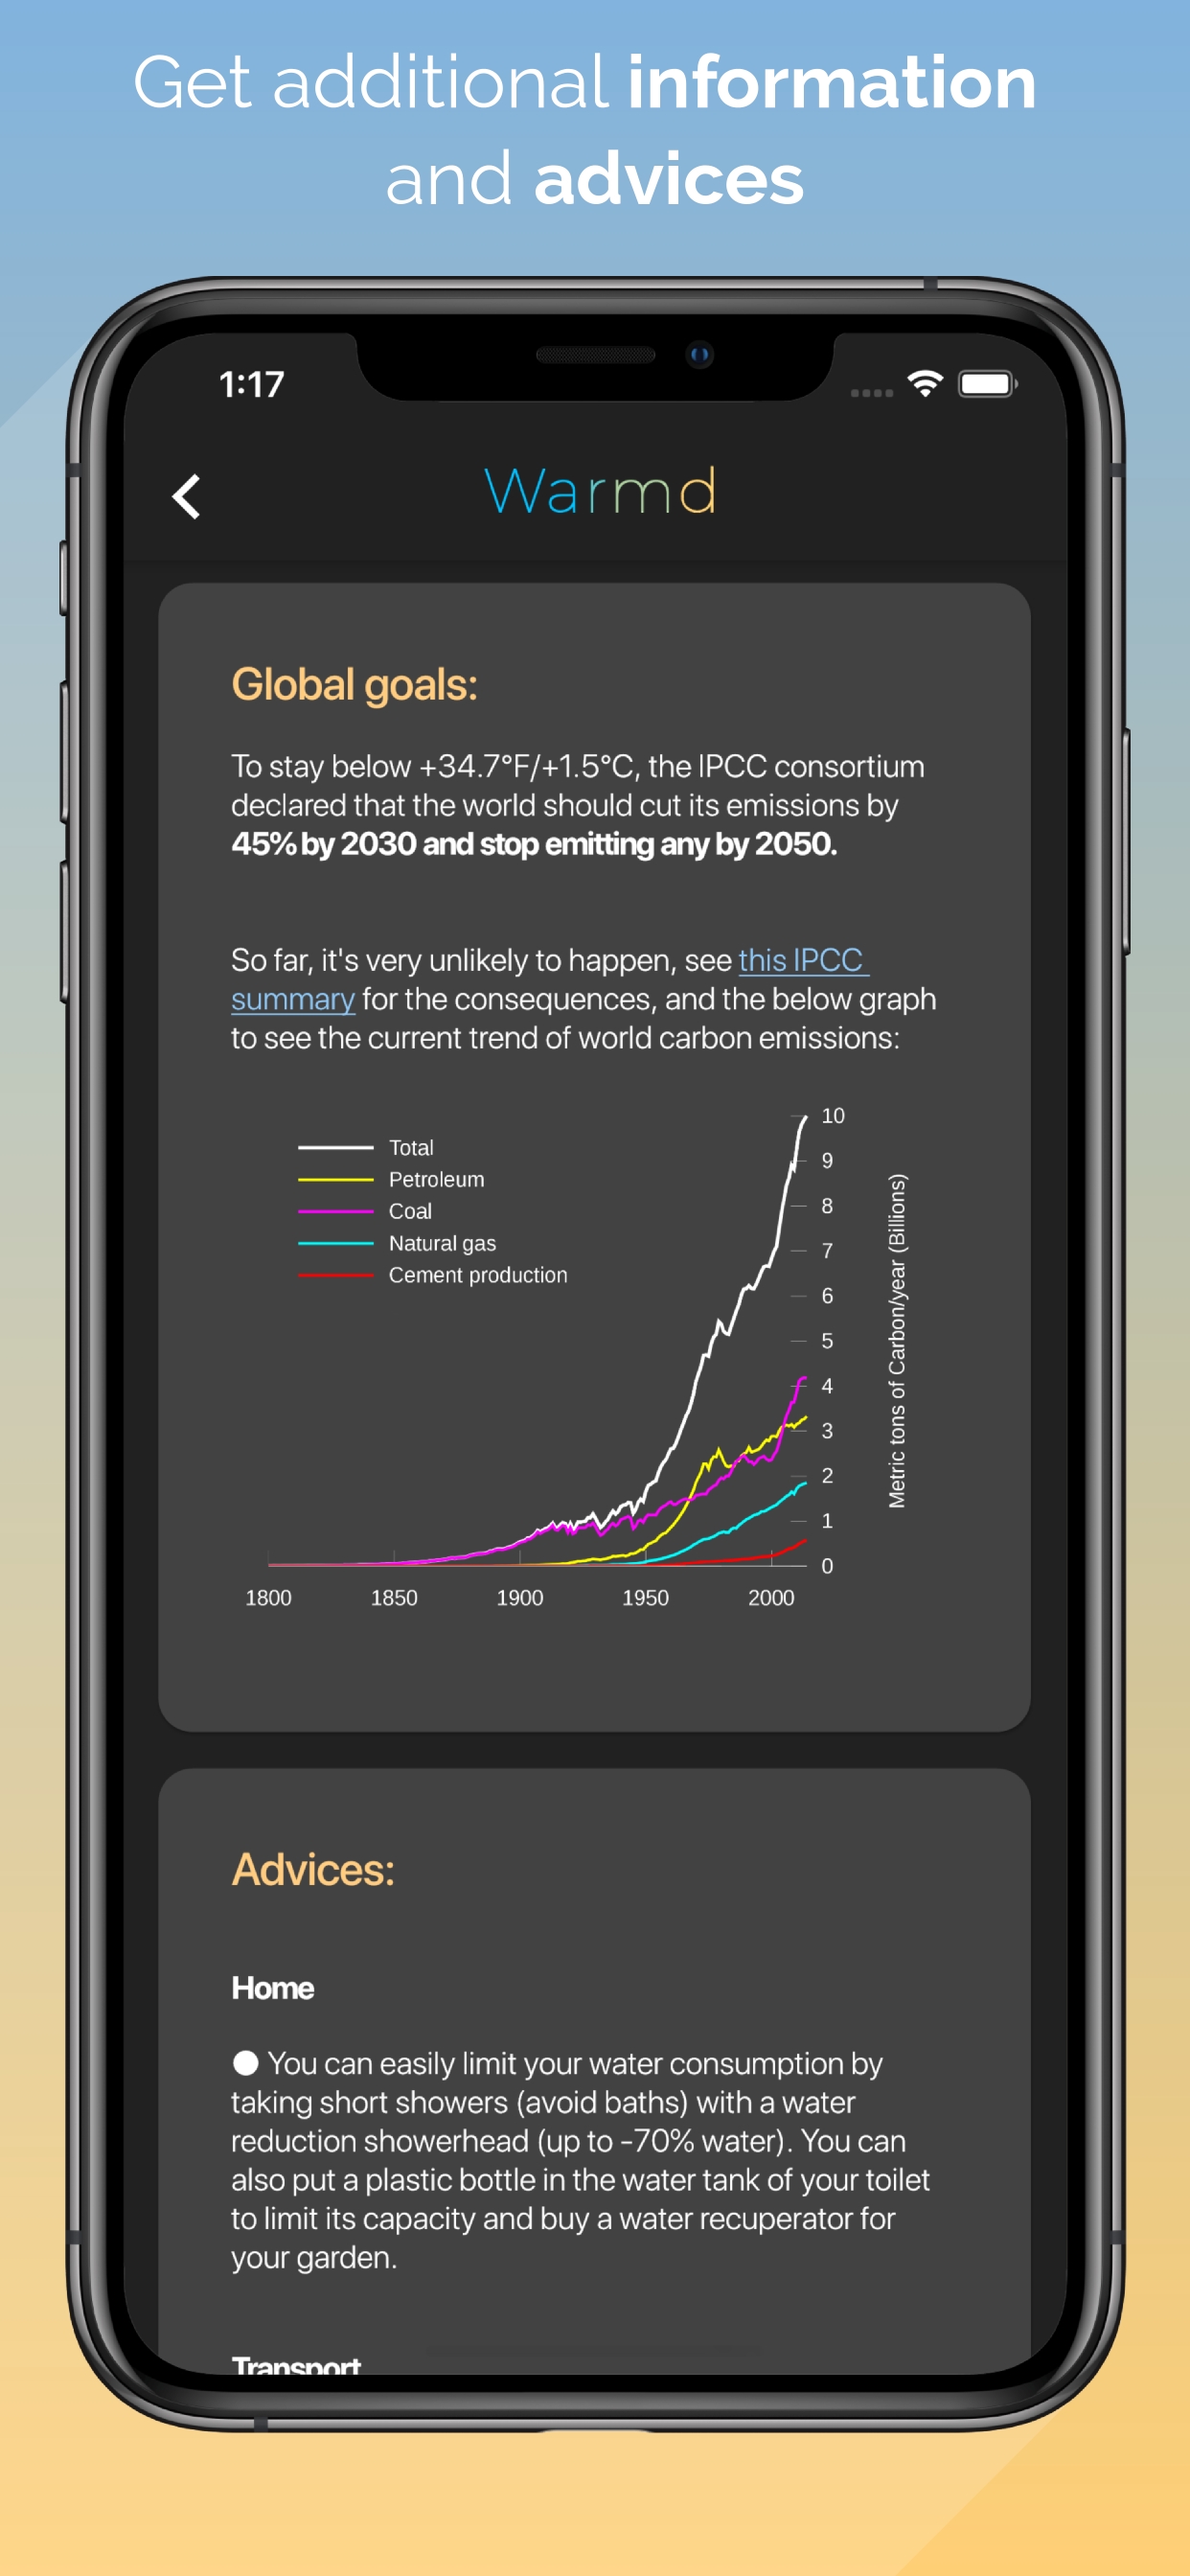 Get additional information
and advices
1:17
Warmd
Global goals:
To stay below +34.7°F/+1.5°C, the IPCC consortium
declared that the world should cut its emissions by
45% by 2030 and stop emitting any by 2050.
So far, it's very unlikely to happen, see this IPCC
summary for the consequences, and the below graph
to see the current trend of world carbon emissions:
Total
Petroleum
Coal
Natural gas
Cement production
10
9
8
7
6
5
4
3
2
1
0
Metric tons of Carbon/year (Billions)
1800 1850 1900 1950 2000
Advices:
Home
● You can easily limit your water consumption by
taking short showers (avoid baths) with a water
reduction showerhead (up to -70% water). You can
also put a plastic bottle in the water tank of your toilet
to limit its capacity and buy a water recuperator for
your garden.
Transport